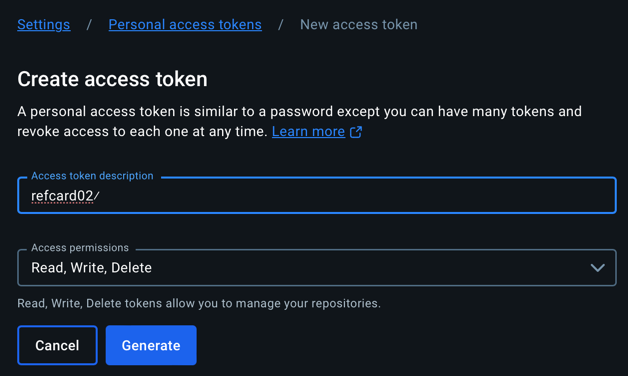 Settings / Personal access tokens / New access token
Create access token
A personal access token is similar to a password except you can have many tokens and
revoke access to each one at any time. Learn more
Access token description
refcard02/
Access permissions
Read, Write, Delete
Read, Write, Delete tokens allow you to manage your repositories.
Cancel Generate